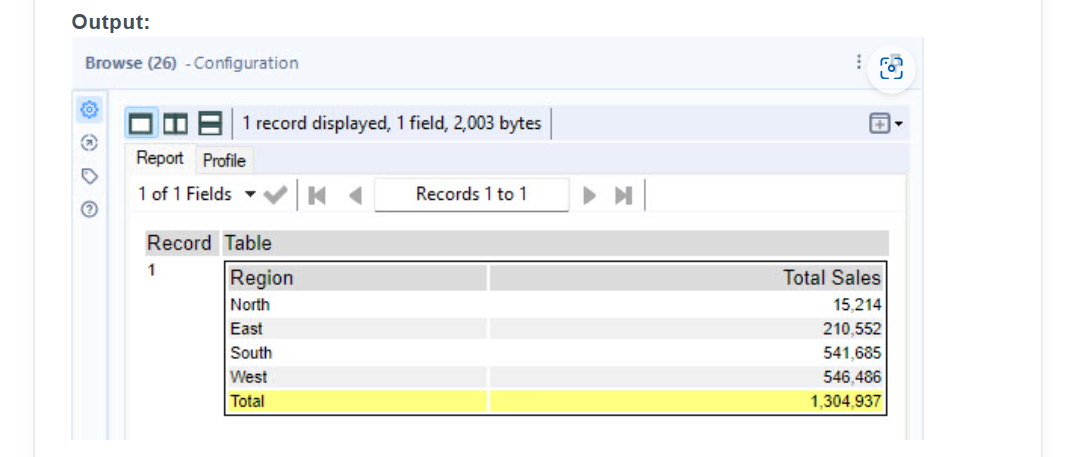 Output:
Browse (26) - Configuration
1 record displayed, 1 field, 2,003 bytes
Report Profile
1 of 1 Fields Records 1 to 1
Record Table
1
Region Total Sales
North 15,214
East 210,552
South 541,685
West 546,486
Total 1,304,937